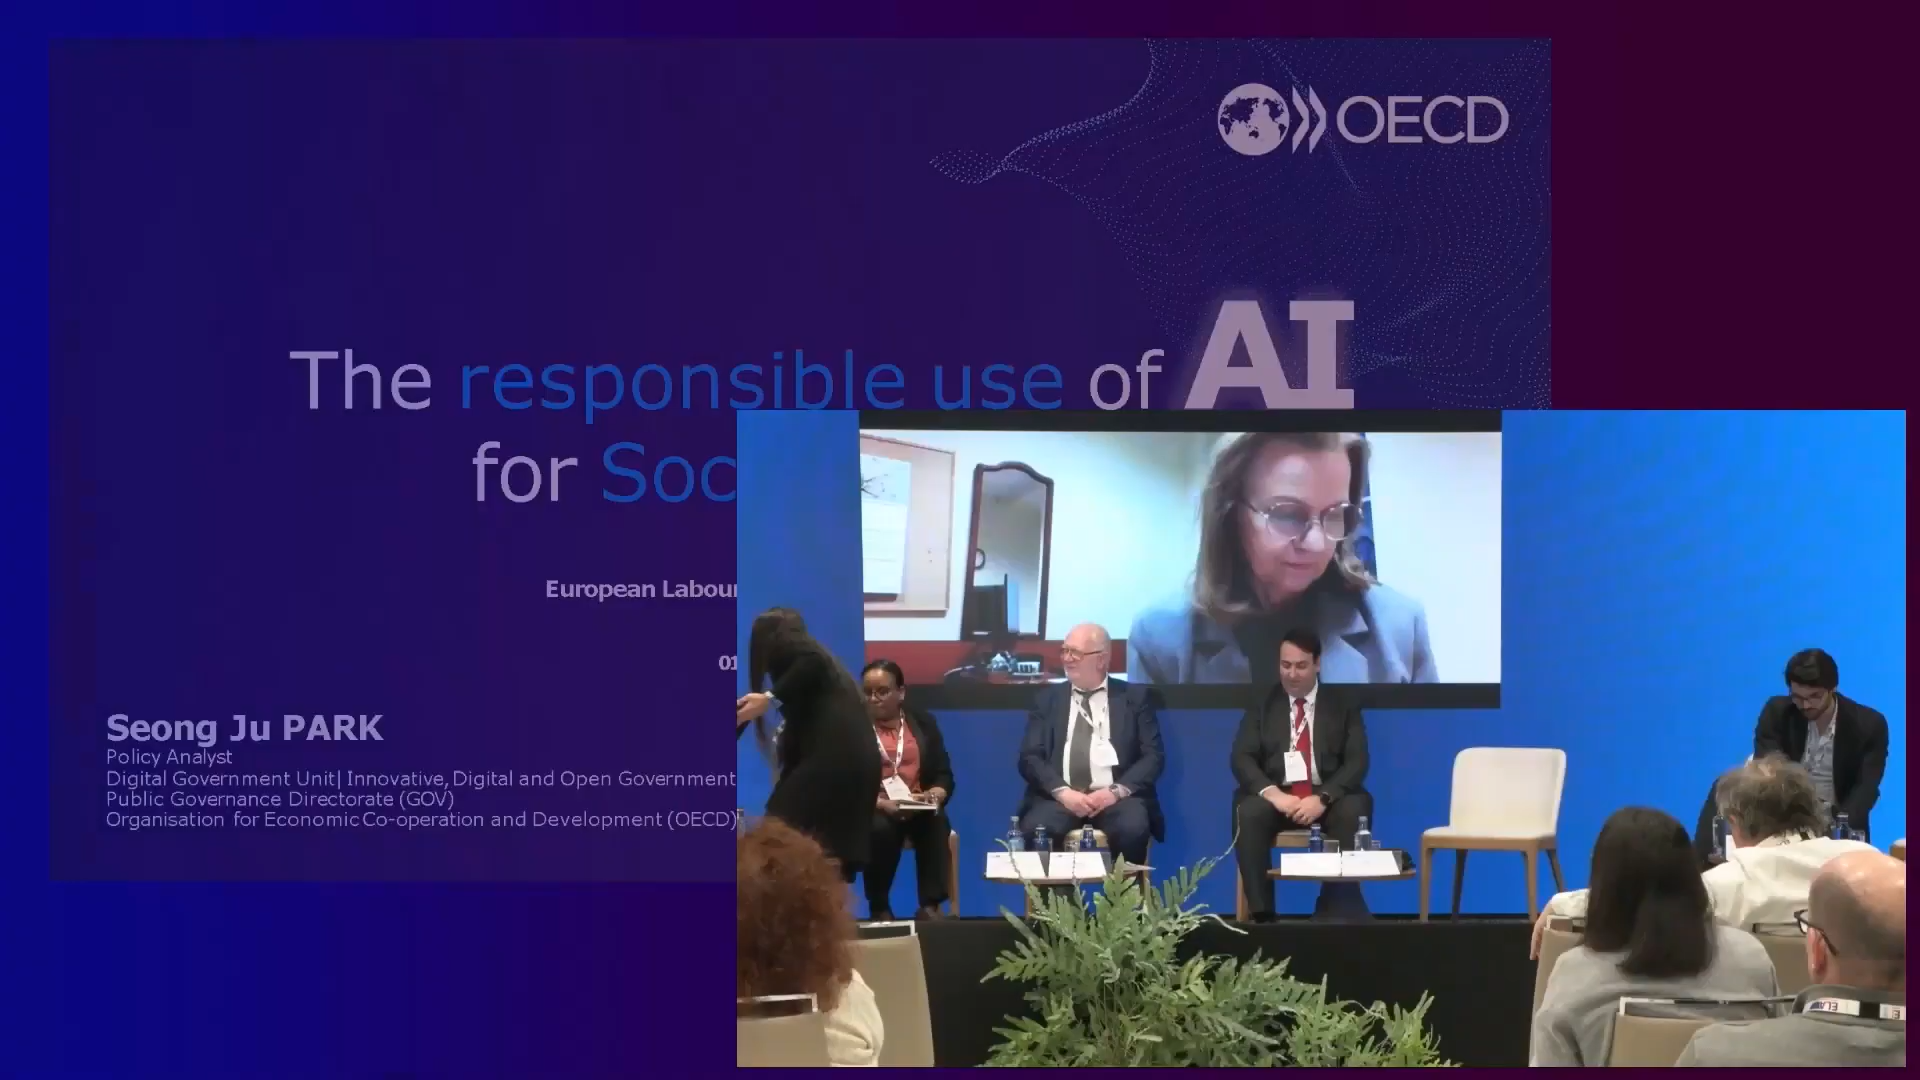 OECD
The responsible use of AI
for Soc
European Labour
01
Seong Ju PARK
Policy Analyst
Digital Government Unit| Innovative, Digital and Open Government
Public Governance Directorate (GOV)
Organisation for Economic Co-operation and Development (OECD)
ELA